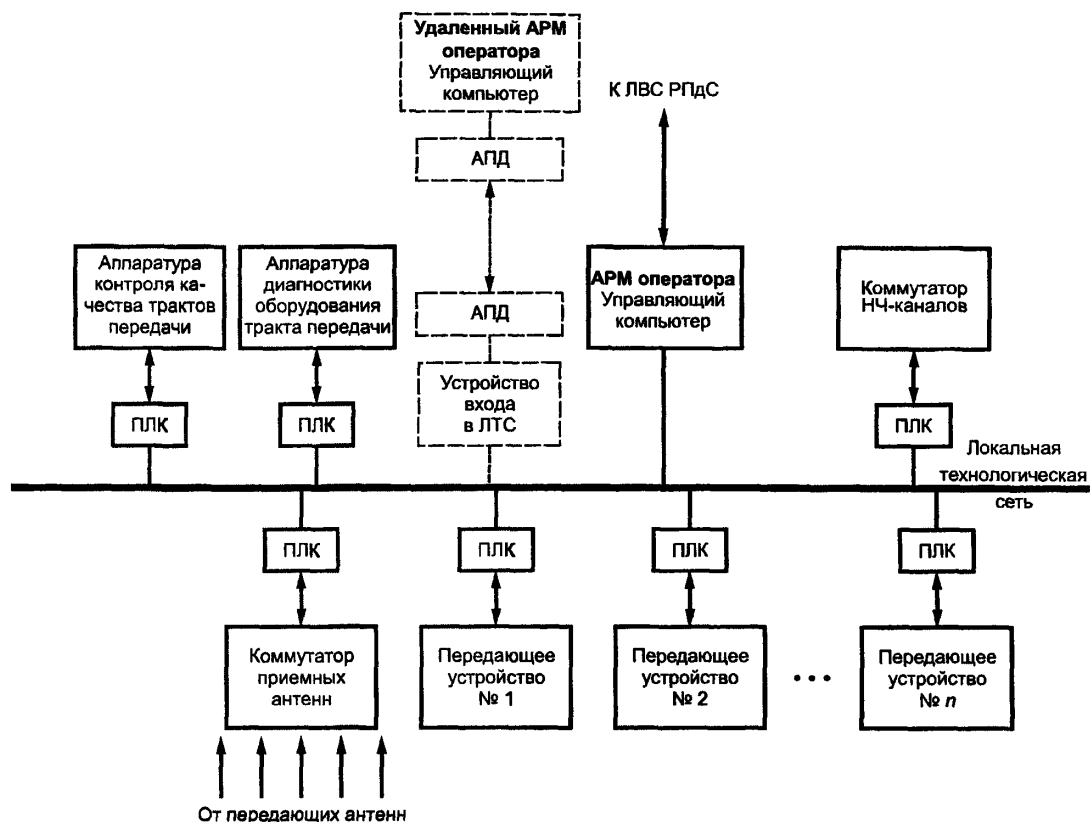 Удаленный АРМ
оператора
Управляющий
компьютер
К ЛВС РПдС
АПД
Аппаратура
контроля ка-
чества трактов
передачи
Аппаратура
диагностики
оборудования
тракта передачи
АПД
АРМ оператора
Управляющий
компьютер
Коммутатор
НЧ-каналов
Устройство
входа
в ЛТС
ПЛК
ПЛК
ПЛК
Локальная
технологическая
сеть
ПЛК
ПЛК
ПЛК
ПЛК
Коммутатор
приемных
антенн
Передающее
устройство
№ 1
Передающее
устройство
№ 2
• • •
Передающее
устройство
№ n
От передающих антенн